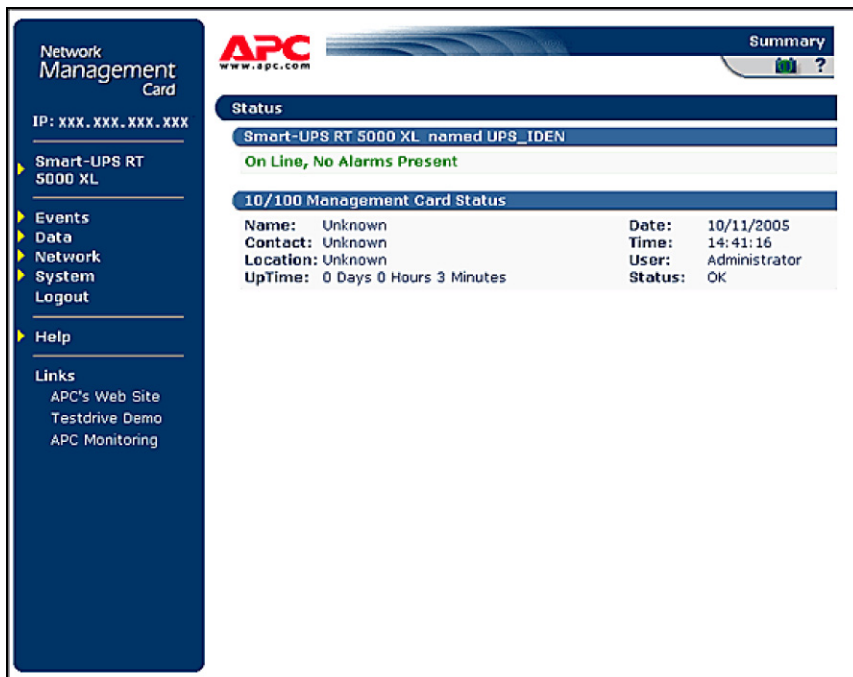 Network
Management
Card
IP: xxx.xxx.xxx.xxx
Smart-UPS RT
5000 XL
Events
Data
Network
System
Logout
Help
Links
APC's Web Site
Testdrive Demo
APC Monitoring
APC
www.apc.com
Summary
?
Status
Smart-UPS RT 5000 XL named UPS_IDEN
On Line, No Alarms Present
10/100 Management Card Status
Name: Unknown Date: 10/11/2005
Contact: Unknown Time: 14:41:16
Location: Unknown User: Administrator
UpTime: 0 Days 0 Hours 3 Minutes Status: OK